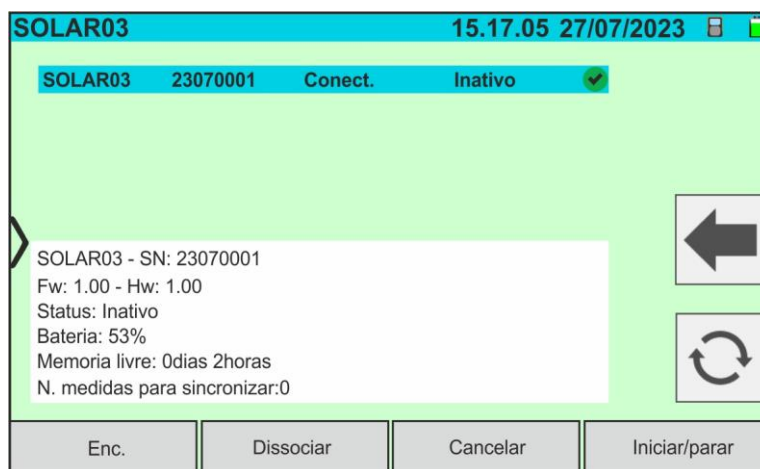 SOLAR03 15.17.05 27/07/2023
SOLAR03 23070001 Conect. Inativo
SOLAR03 - SN: 23070001
Fw: 1.00 - Hw: 1.00
Status: Inativo
Bateria: 53%
Memoria livre: 0dias 2horas
N. medidas para sincronizar:0
Enc. Dissociar Cancelar Iniciar/parar